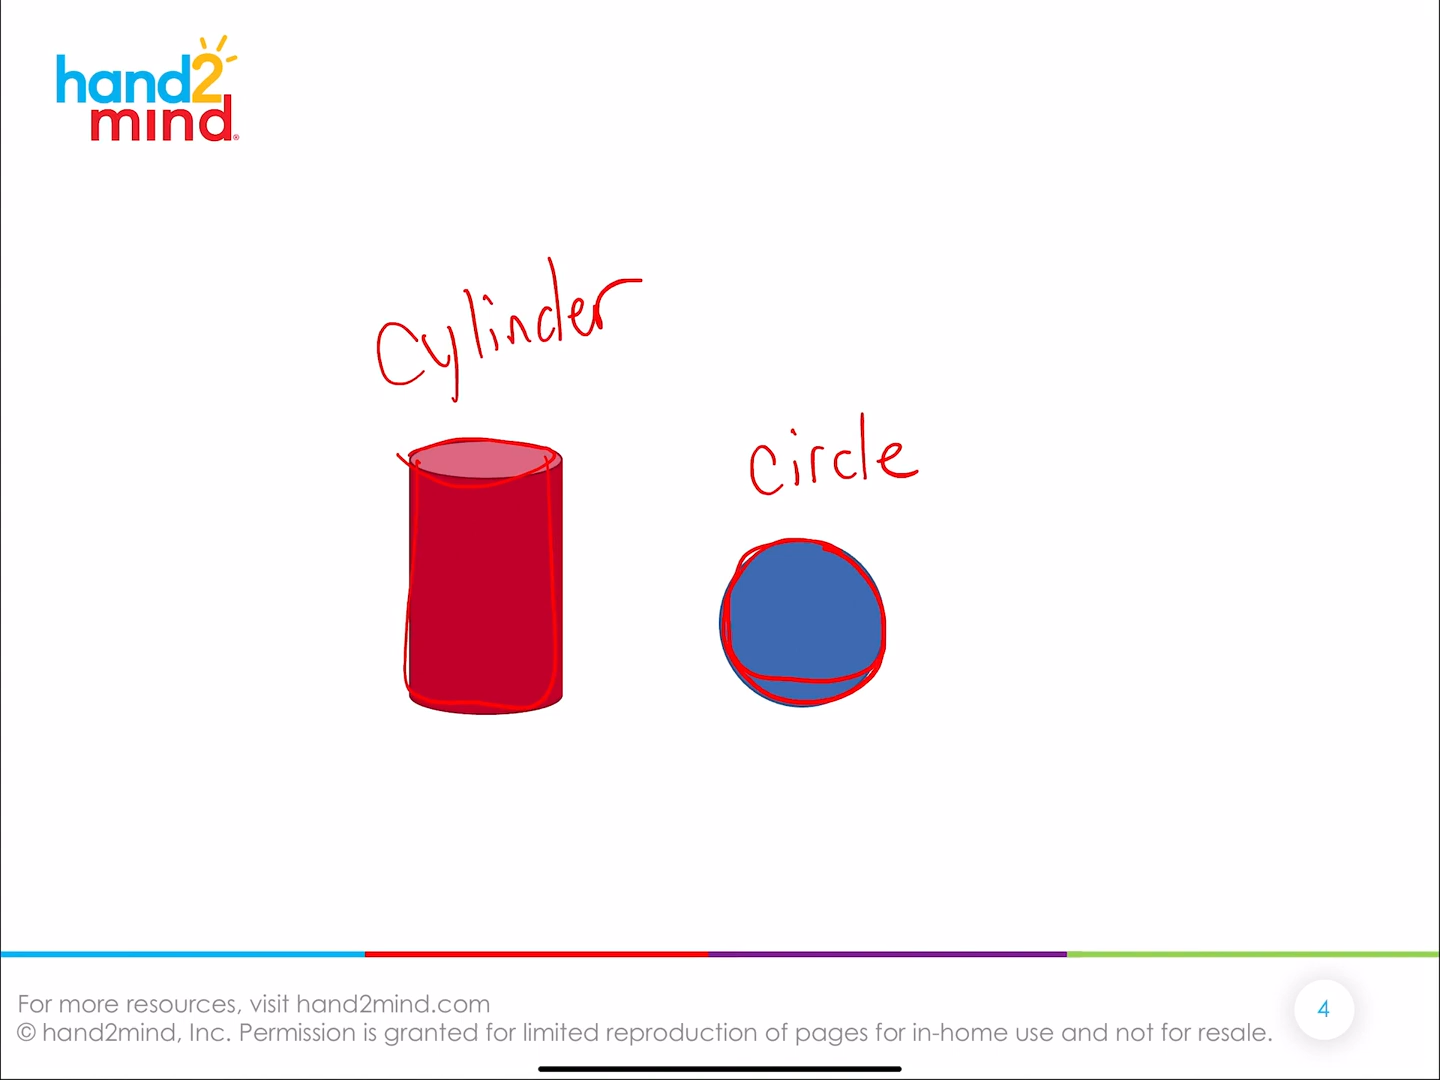 hand2
mind®
Cylinder
circle
For more resources, visit hand2mind.com
© hand2mind, Inc. Permission is granted for limited reproduction of pages for in-home use and not for resale.
4